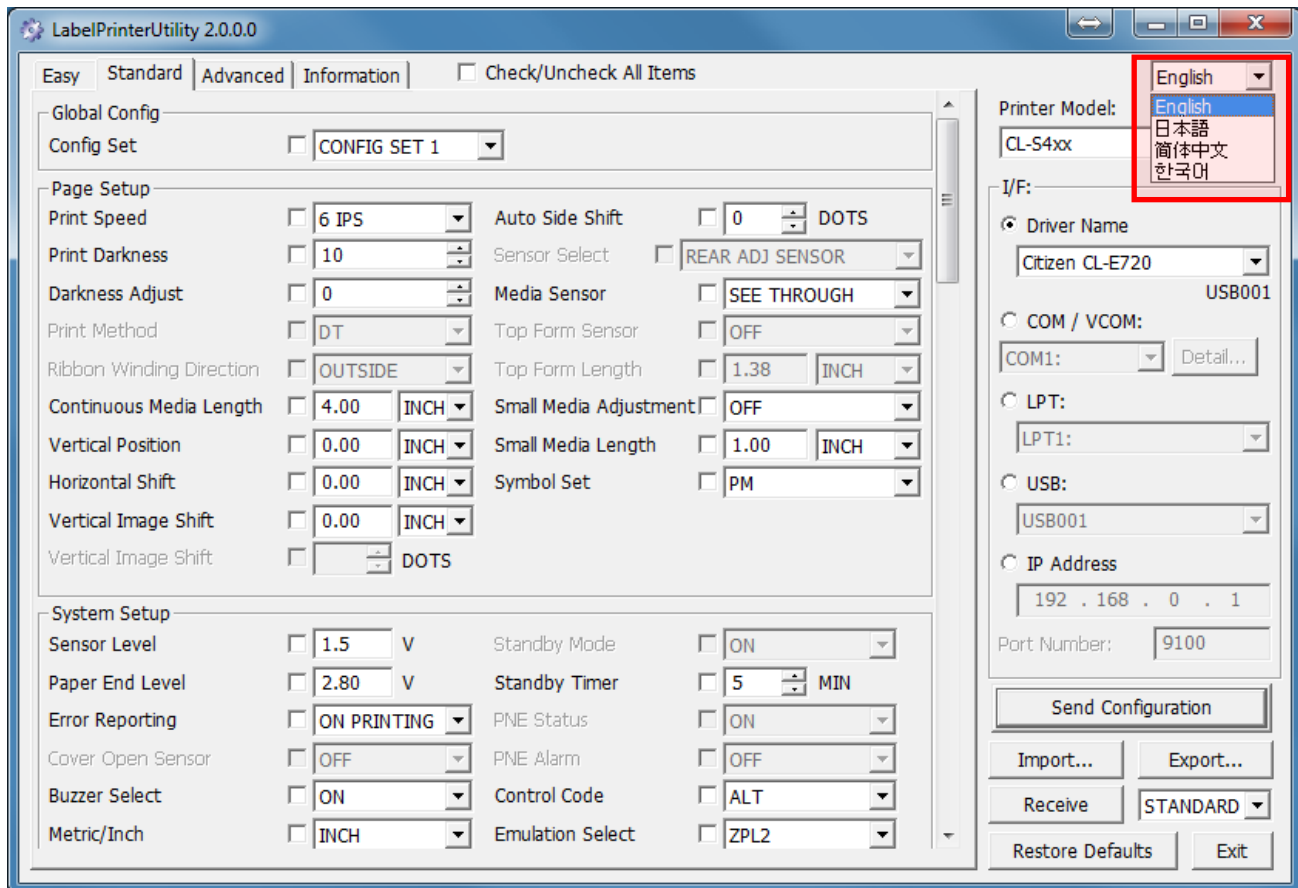 LabelPrinterUtility 2.0.0.0
Easy Standard Advanced Information Check/Uncheck All Items
Global Config
Config Set CONFIG SET 1
Page Setup
Print Speed 6 IPS Auto Side Shift 0 DOTS
Print Darkness 10 Sensor Select REAR ADJ SENSOR
Darkness Adjust 0 Media Sensor SEE THROUGH
Print Method DT Top Form Sensor OFF
Ribbon Winding Direction OUTSIDE Top Form Length 1.38 INCH
Continuous Media Length 4.00 INCH Small Media Adjustment OFF
Vertical Position 0.00 INCH Small Media Length 1.00 INCH
Horizontal Shift 0.00 INCH Symbol Set PM
Vertical Image Shift 0.00 INCH
Vertical Image Shift DOTS
System Setup
Sensor Level 1.5 V Standby Mode ON
Paper End Level 2.80 V Standby Timer 5 MIN
Error Reporting ON PRINTING PNE Status ON
Cover Open Sensor OFF PNE Alarm OFF
Buzzer Select ON Control Code ALT
Metric/Inch INCH Emulation Select ZPL2
English
English
日本語
简体中文
한국어
Printer Model:
CL-S4xx
I/F:
Driver Name
Citizen CL-E720
USB001
COM / VCOM:
COM1: Detail...
LPT:
LPT1:
USB:
USB001
IP Address
192 . 168 . 0 . 1
Port Number: 9100
Send Configuration
Import... Export...
Receive STANDARD
Restore Defaults Exit